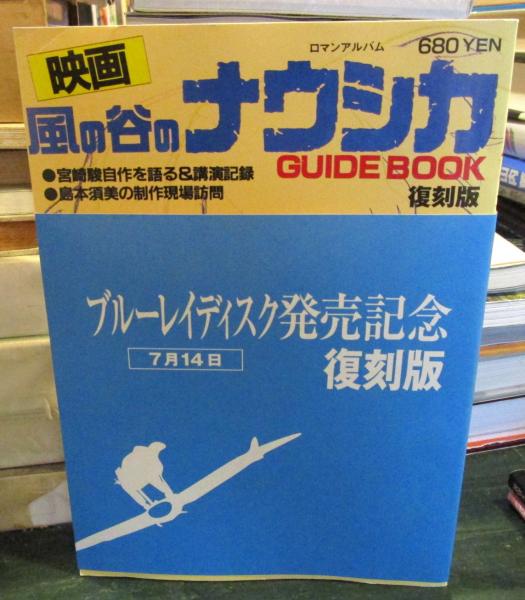 ロマンアルバム
680 YEN
映画
風の谷のナウシカ
GUIDE BOOK
●宮崎駿自作を語る&講演記録
●島本須美の制作現場訪問
復刻版
ブルーレイディスク発売記念
7月14日
復刻版